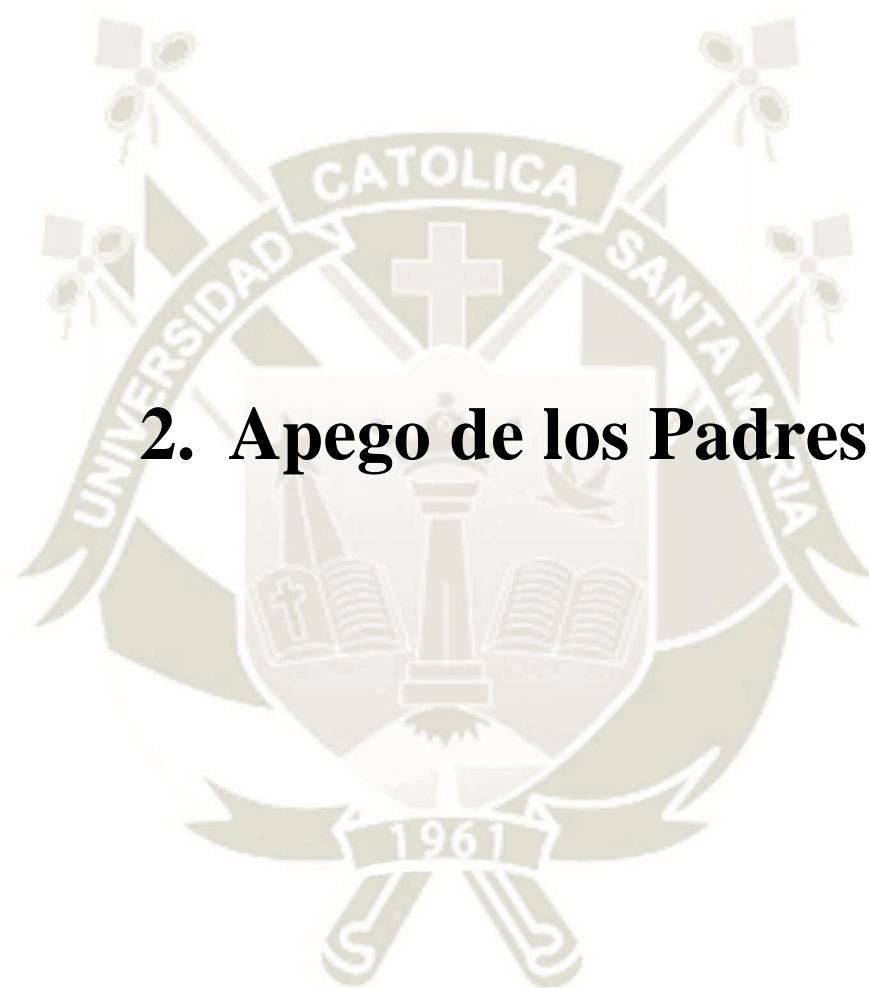 CATOLICA
UNIVERSIDAD
SANTA MARIA
2. Apego de los Padres
1961